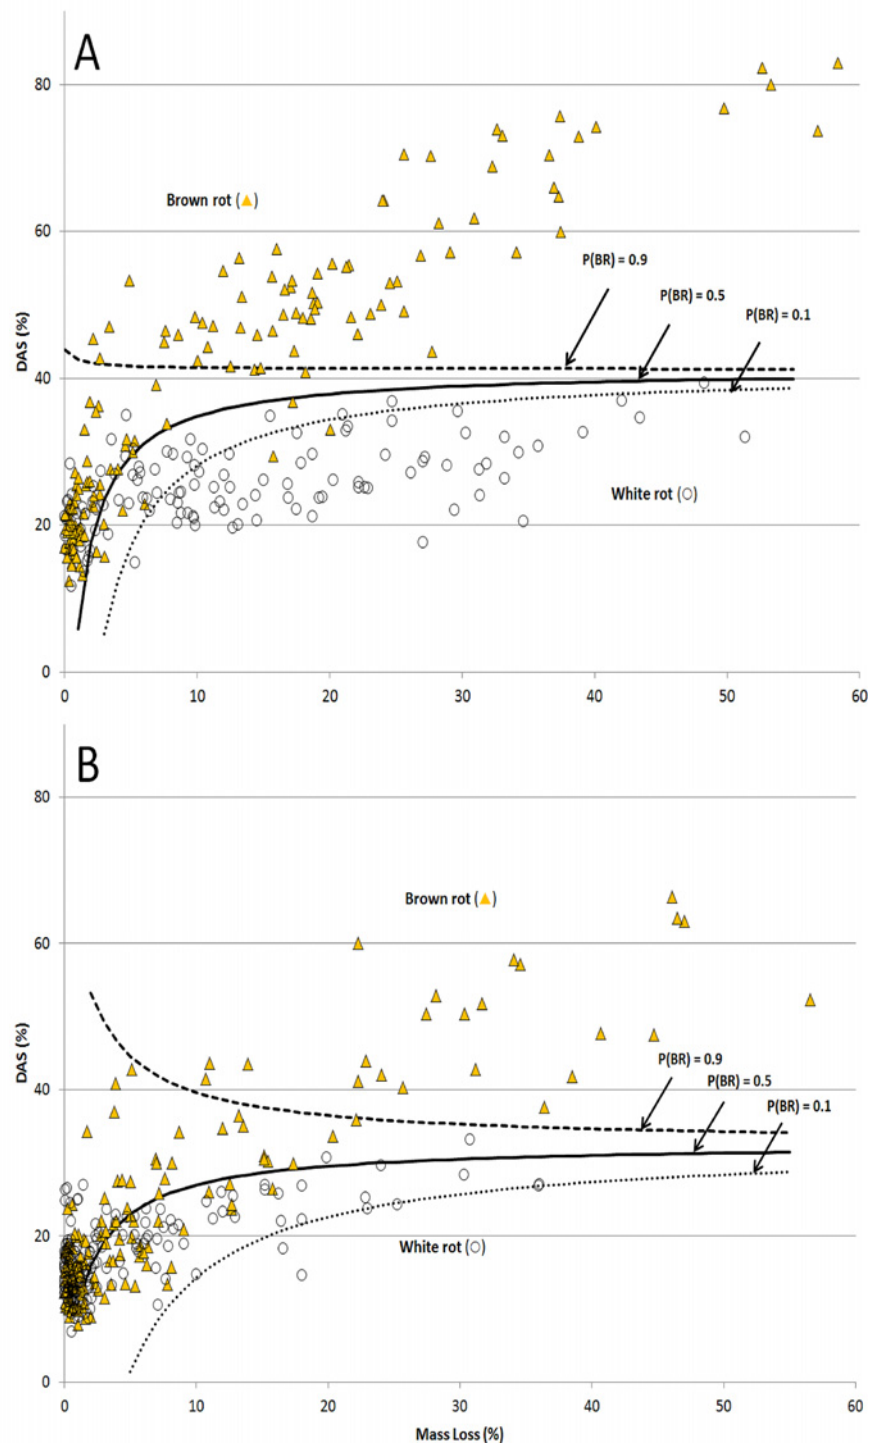 A
80
60
40
20
0
DAS (%)
Brown rot (▲)
P(BR) = 0.9
P(BR) = 0.5
P(BR) = 0.1
White rot (○)
0 10 20 30 40 50 60
B
80
60
40
20
0
DAS (%)
Brown rot (▲)
P(BR) = 0.9
P(BR) = 0.5
P(BR) = 0.1
White rot (○)
0 10 20 30 40 50 60
Mass Loss (%)